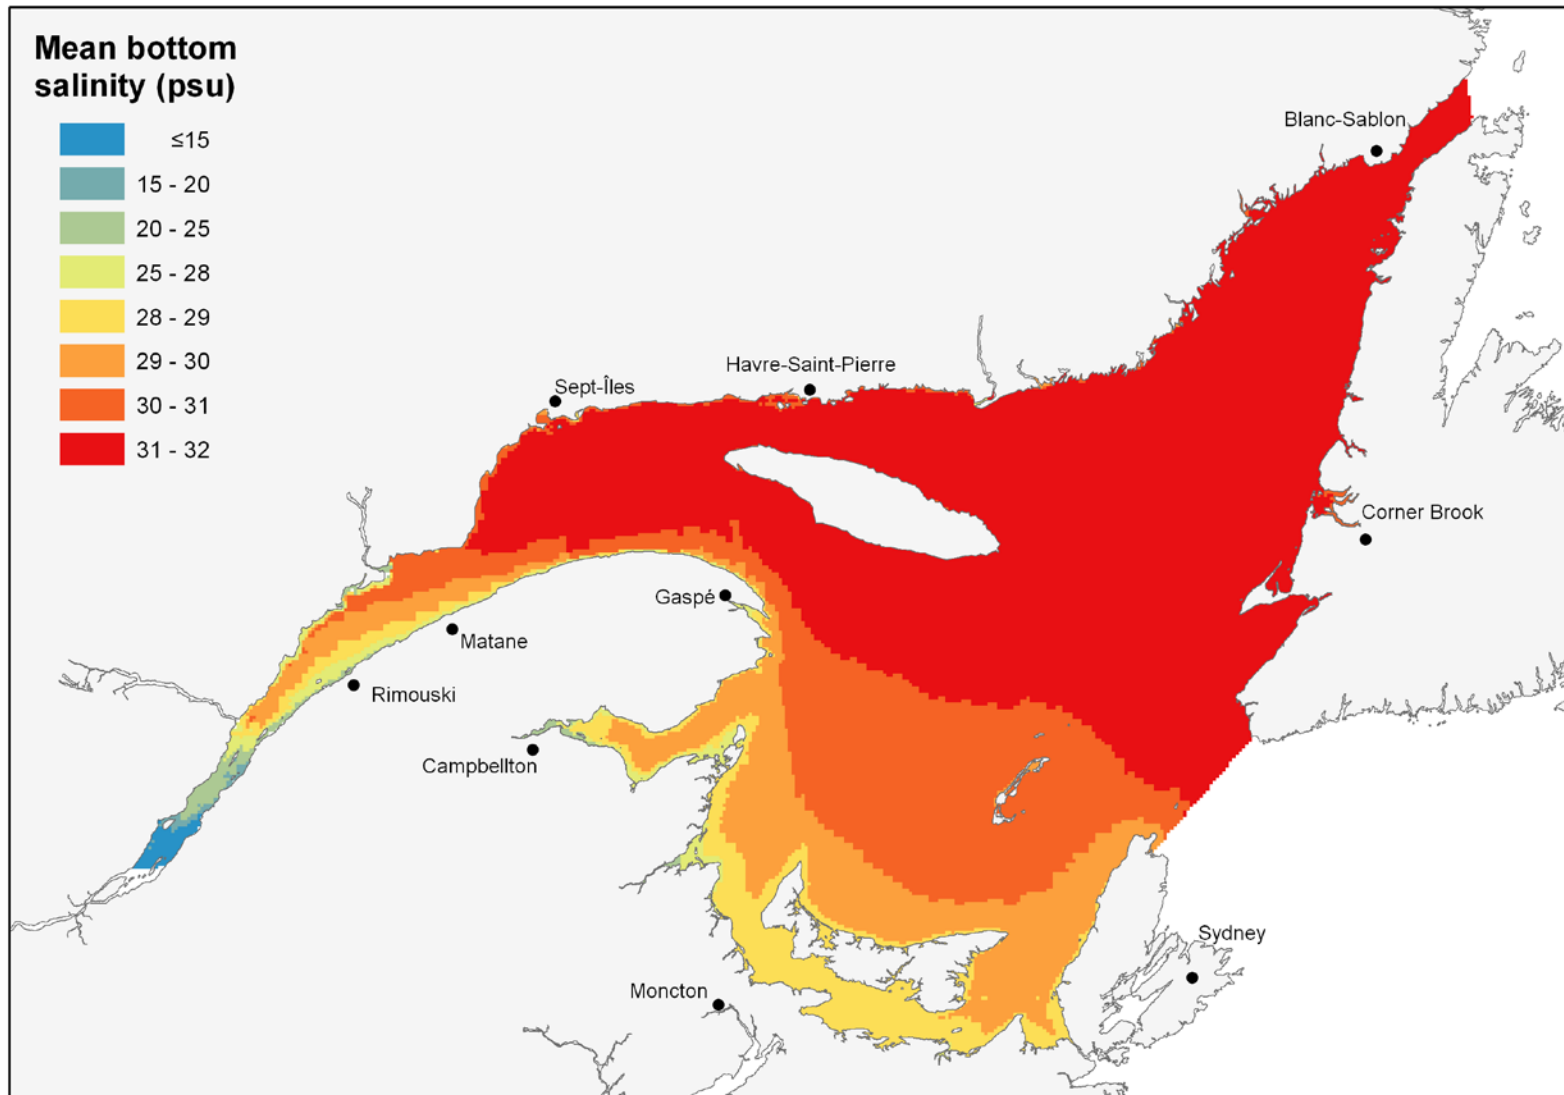 Mean bottom
salinity (psu)
≤15
15 - 20
20 - 25
25 - 28
28 - 29
29 - 30
30 - 31
31 - 32
Blanc-Sablon
Havre-Saint-Pierre
Sept-Îles
Corner Brook
Gaspé
Matane
Rimouski
Campbellton
Sydney
Moncton